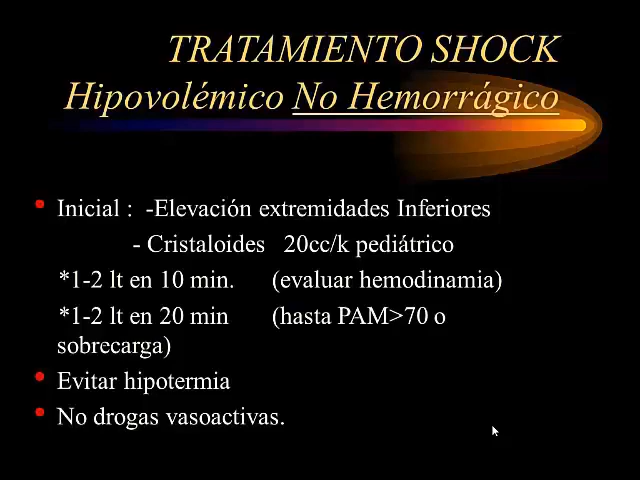 TRATAMIENTO SHOCK
Hipovolémico No Hemorrágico
• Inicial : -Elevación extremidades Inferiores
- Cristaloides 20cc/k pediátrico
*1-2 lt en 10 min. (evaluar hemodinamia)
*1-2 lt en 20 min (hasta PAM>70 o
sobrecarga)
• Evitar hipotermia
• No drogas vasoactivas.